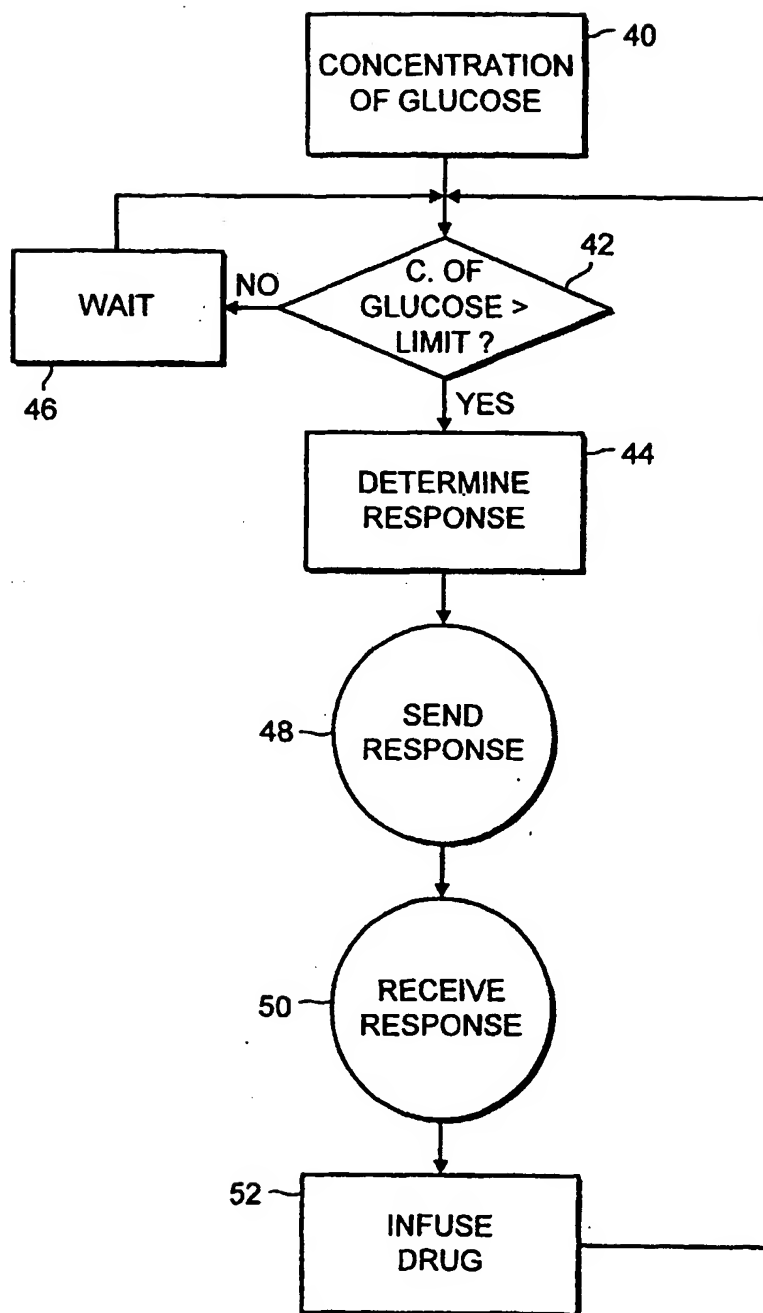 40
CONCENTRATION
OF GLUCOSE
42
C. OF
GLUCOSE >
LIMIT ?
NO
WAIT
46
YES
44
DETERMINE
RESPONSE
48
SEND
RESPONSE
50
RECEIVE
RESPONSE
52
INFUSE
DRUG